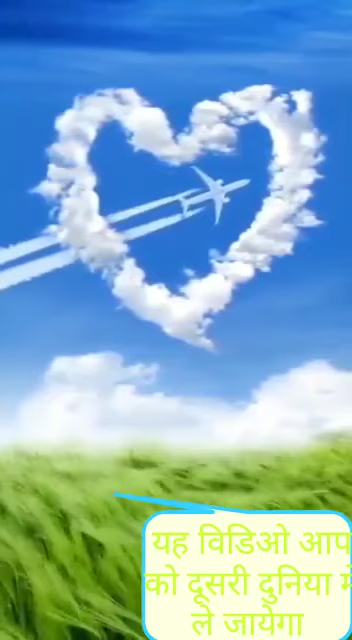 यह विडिओ आप
को दूसरी दुनिया में
ले जायेगा